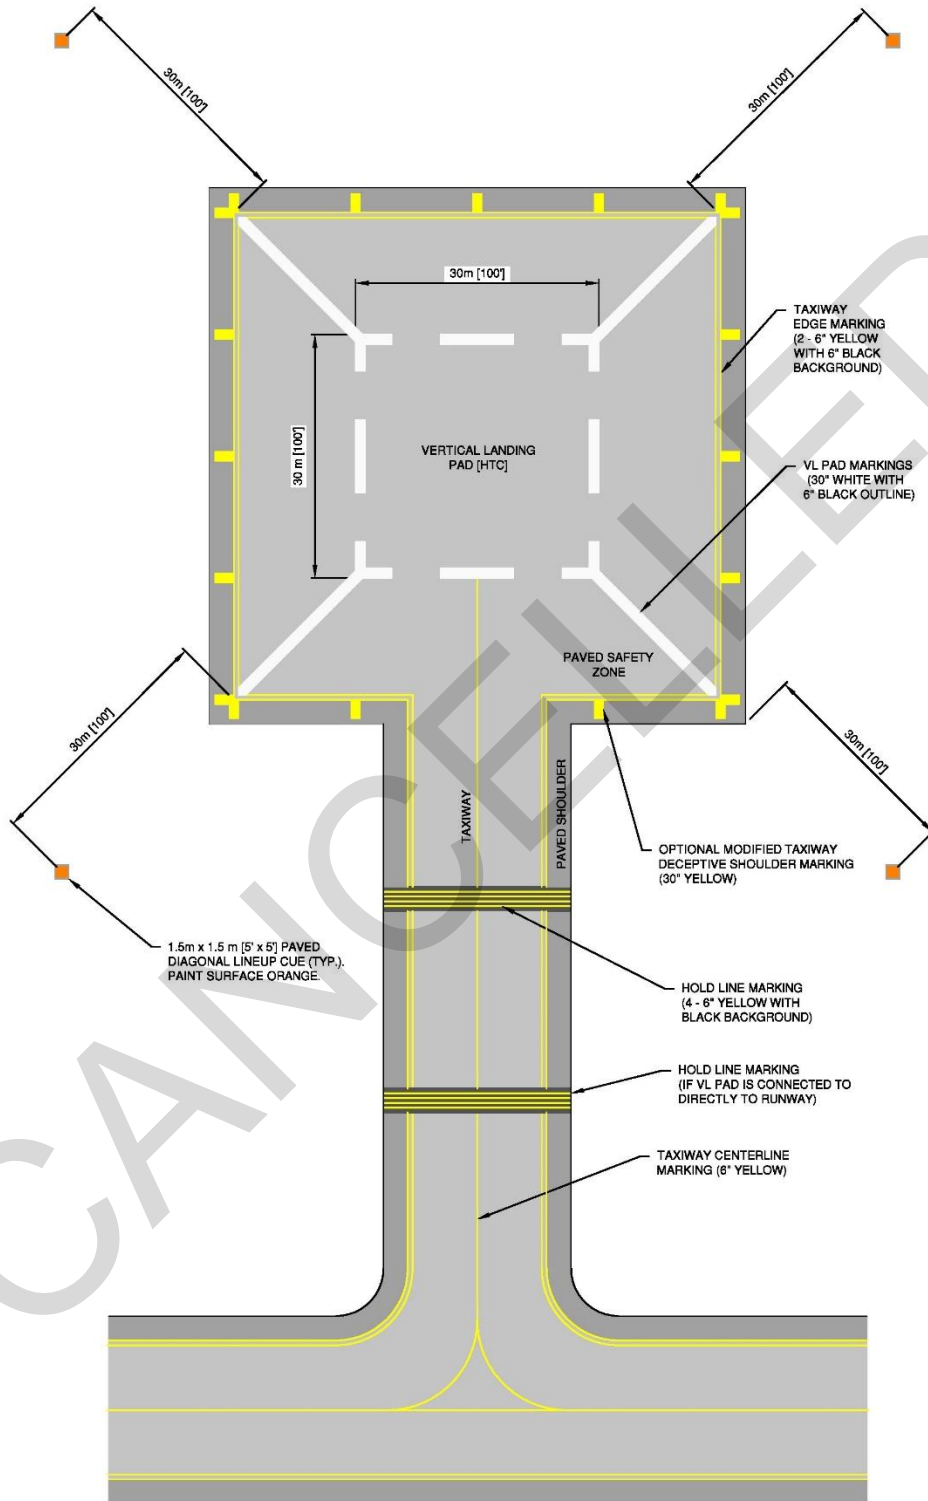 30m [100']
30m [100']
30m [100']
TAXIWAY
EDGE MARKING
(2 - 6" YELLOW
WITH 6" BLACK
BACKGROUND)
30 m [100']
VERTICAL LANDING
PAD [HTC]
VL PAD MARKINGS
(30" WHITE WITH
6" BLACK OUTLINE)
PAVED SAFETY
ZONE
30m [100']
30m [100']
TAXIWAY
PAVED SHOULDER
OPTIONAL MODIFIED TAXIWAY
DECEPTIVE SHOULDER MARKING
(30" YELLOW)
1.5m x 1.5 m [5' x 5'] PAVED
DIAGONAL LINEUP CUE (TYP.).
PAINT SURFACE ORANGE.
HOLD LINE MARKING
(4 - 6" YELLOW WITH
BLACK BACKGROUND)
HOLD LINE MARKING
(IF VL PAD IS CONNECTED TO
DIRECTLY TO RUNWAY)
TAXIWAY CENTERLINE
MARKING (6" YELLOW)
CANCELLED